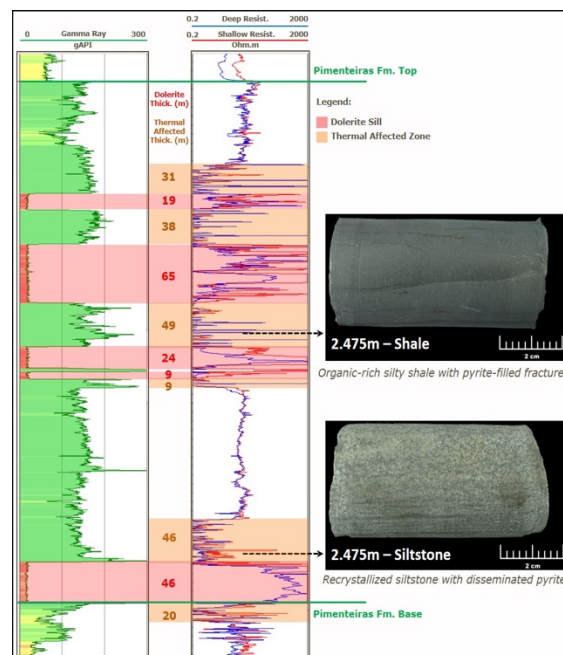 0.2 Deep Resist. 2000
0 Gamma Ray 300
0.2 Shallow Resist. 2000
gAPI
Ohm.m
Pimenteiras Fm. Top
Dolerite
Thick. (m)
Thermal
Affected
Thick. (m)
Legend:
Dolerite Sill
Thermal Affected Zone
31
19
38
65
49
24
9
9
46
46
20
2.475m – Shale
2 cm
Organic-rich silty shale with pyrite-filled fracture
2.475m – Siltstone
2 cm
Recrystallized siltstone with disseminated pyrite
Pimenteiras Fm. Base